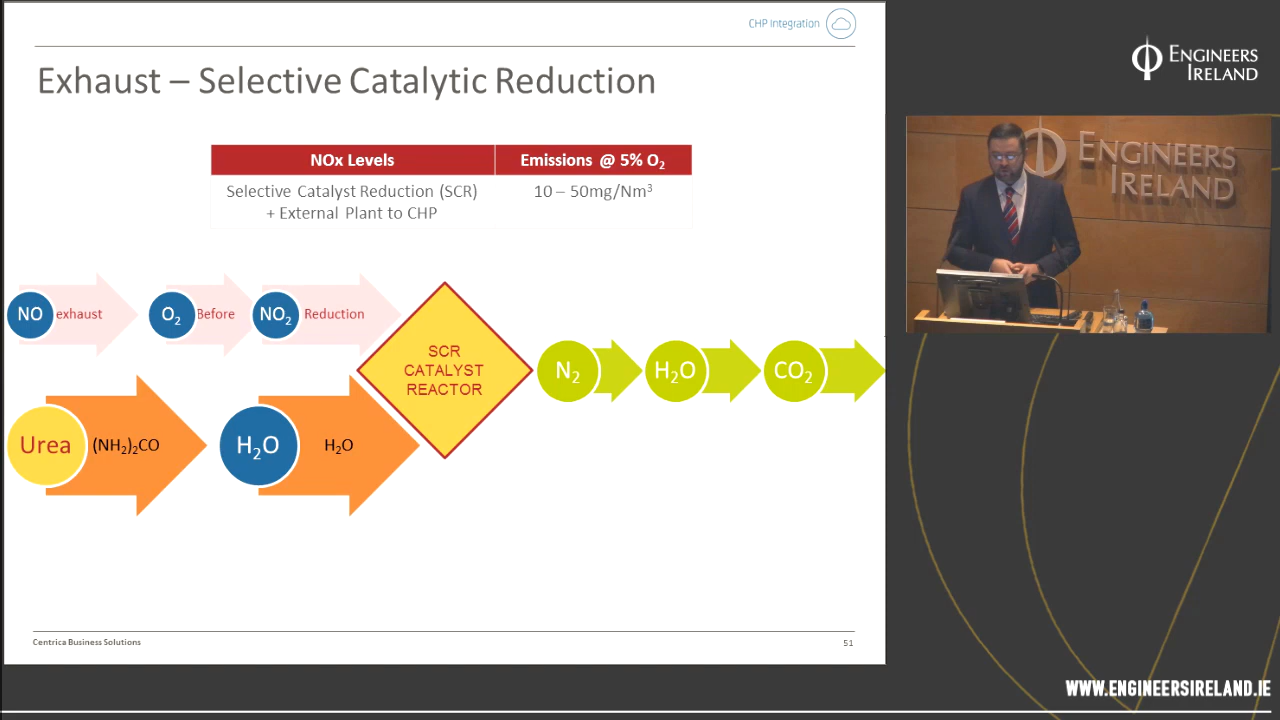 CHP Integration
Exhaust – Selective Catalytic Reduction
NOx Levels
Emissions @ 5% O₂
Selective Catalyst Reduction (SCR)
+ External Plant to CHP
10 – 50mg/Nm³
NO
exhaust
O₂
Before
NO₂
Reduction
SCR
CATALYST
REACTOR
N₂
H₂O
CO₂
Urea
(NH₂)₂CO
H₂O
H₂O
Centrica Business Solutions
51
ENGINEERS
IRELAND
ENGINEERS
IRELAND
WWW.ENGINEERSIRELAND.IE